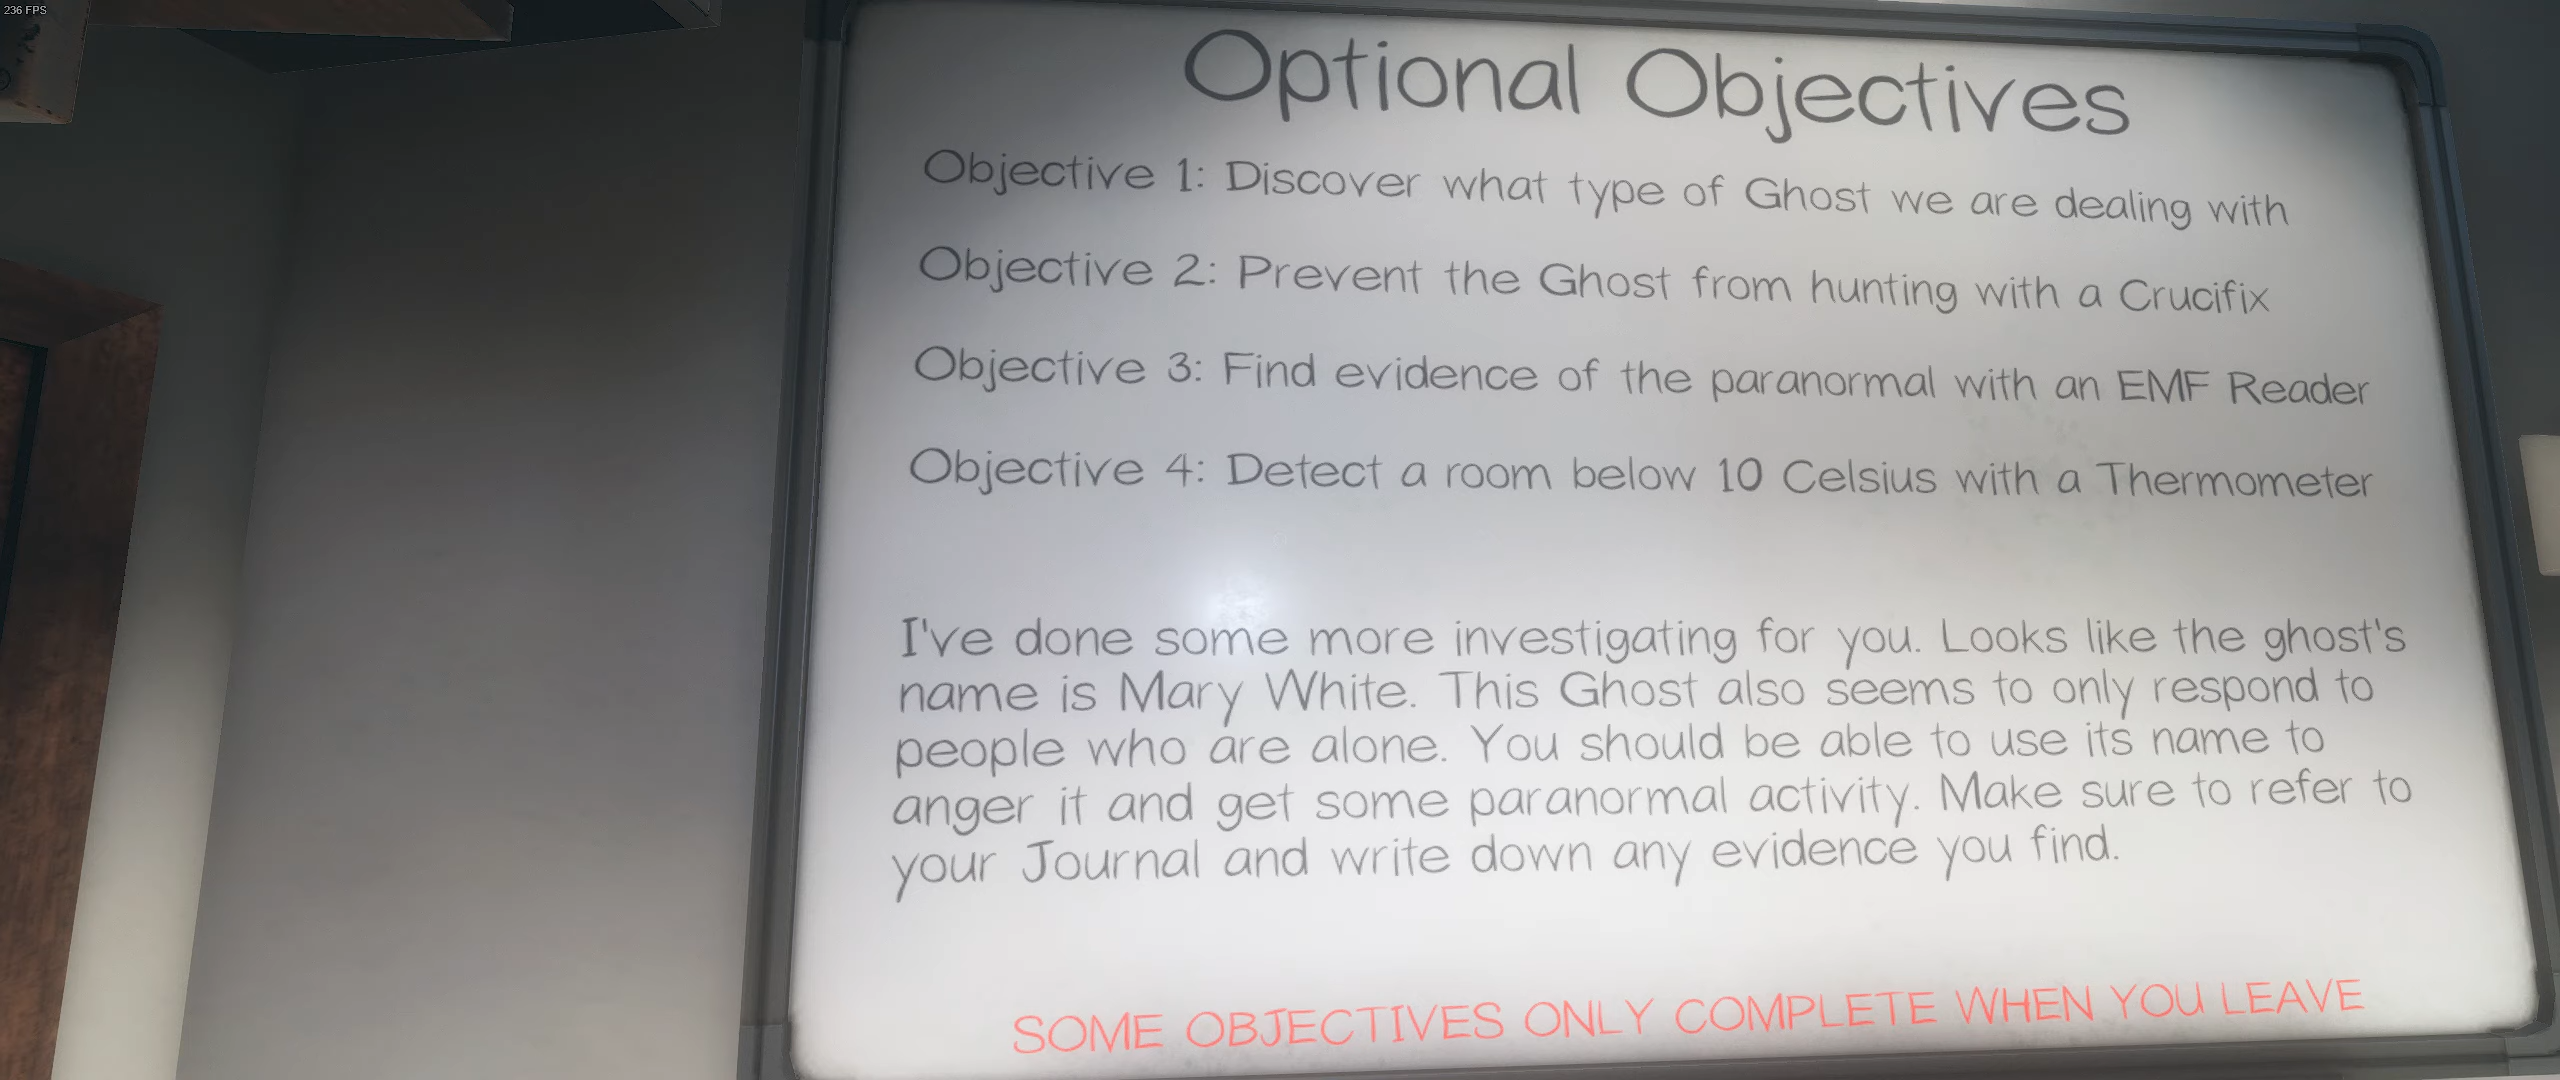 236 FPS
Optional Objectives
Objective 1: Discover what type of Ghost we are dealing with
Objective 2: Prevent the Ghost from hunting with a Crucifix
Objective 3: Find evidence of the paranormal with an EMF Reader
Objective 4: Detect a room below 10 Celsius with a Thermometer
I've done some more investigating for you. Looks like the ghost's
name is Mary White. This Ghost also seems to only respond to
people who are alone. You should be able to use its name to
anger it and get some paranormal activity. Make sure to refer to
your Journal and write down any evidence you find.
SOME OBJECTIVES ONLY COMPLETE WHEN YOU LEAVE